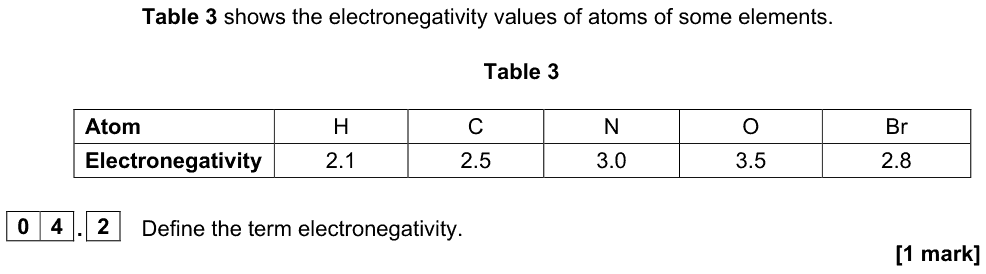 Table 3 shows the electronegativity values of atoms of some elements.
Table 3
Atom H C N O Br
Electronegativity 2.1 2.5 3.0 3.5 2.8
0 4 . 2 Define the term electronegativity.
[1 mark]